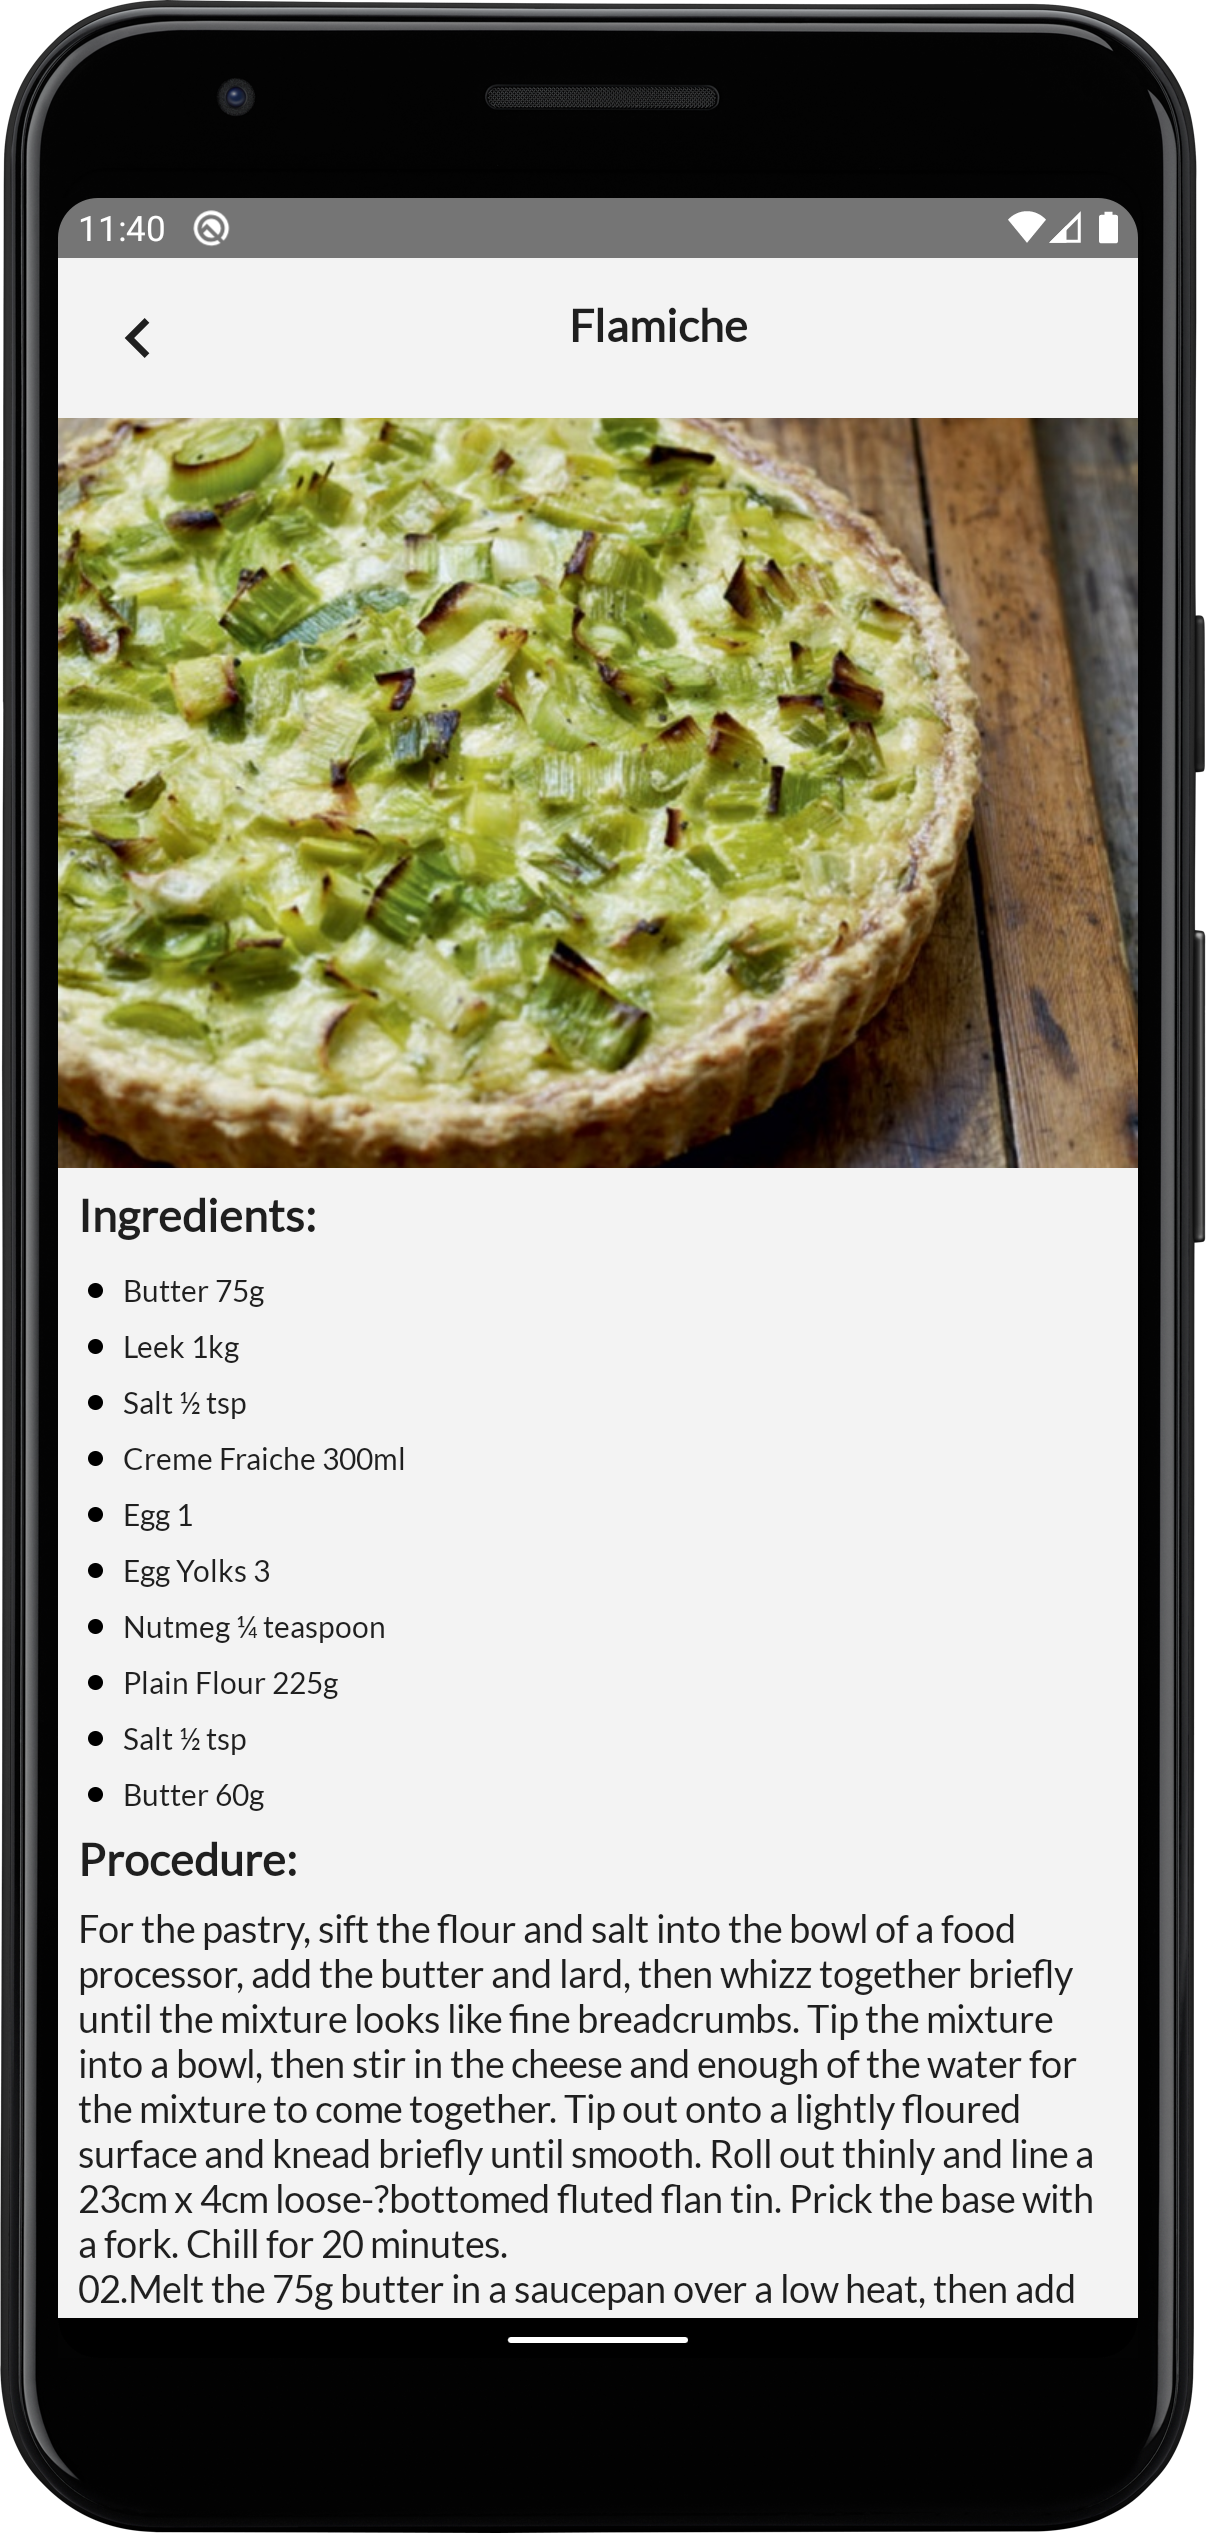 11:40
Flamiche
Ingredients:
Butter 75g
Leek 1kg
Salt ½ tsp
Creme Fraiche 300ml
Egg 1
Egg Yolks 3
Nutmeg ¼ teaspoon
Plain Flour 225g
Salt ½ tsp
Butter 60g
Procedure:
For the pastry, sift the flour and salt into the bowl of a food
processor, add the butter and lard, then whizz together briefly
until the mixture looks like fine breadcrumbs. Tip the mixture
into a bowl, then stir in the cheese and enough of the water for
the mixture to come together. Tip out onto a lightly floured
surface and knead briefly until smooth. Roll out thinly and line a
23cm x 4cm loose-?bottomed fluted flan tin. Prick the base with
a fork. Chill for 20 minutes.
02.Melt the 75g butter in a saucepan over a low heat, then add